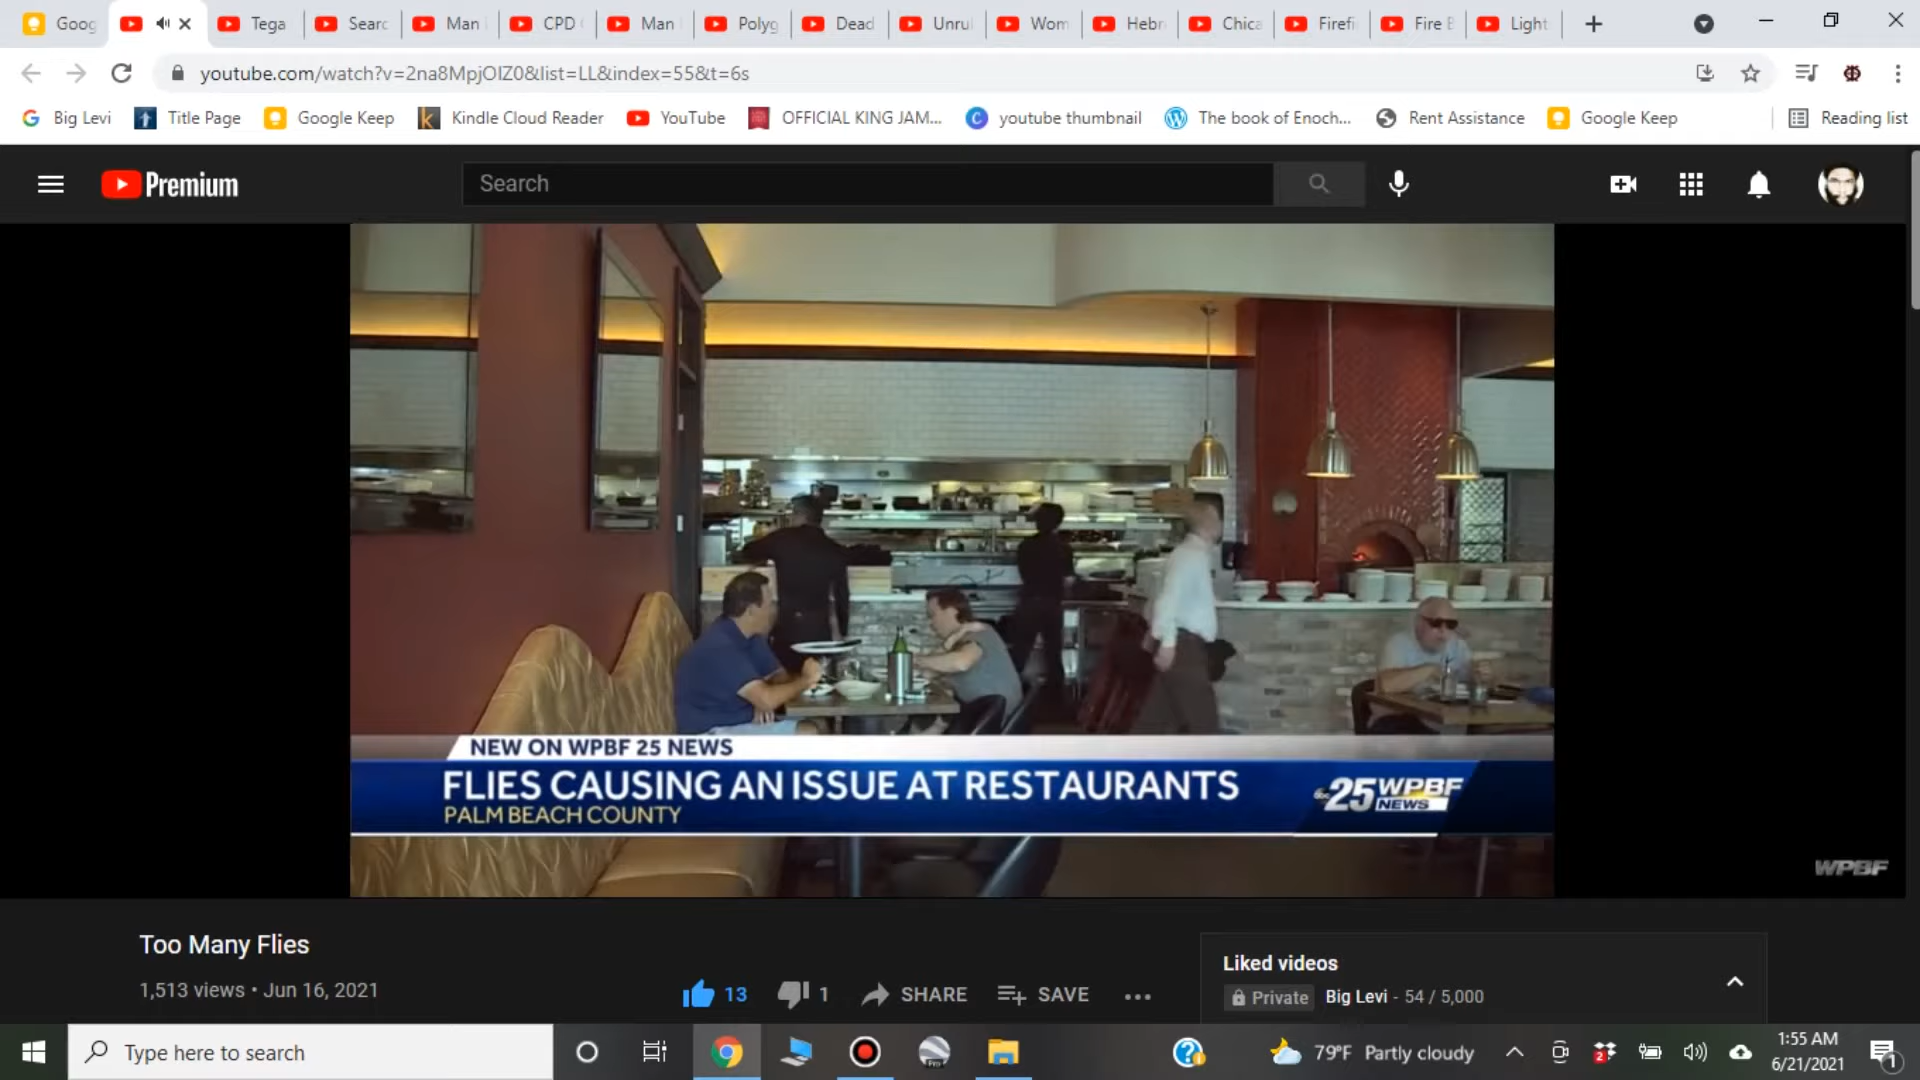 Goog
Tega
Searc
Man
CPD
Man
Polyg
Dead
Unrul
Wom
Hebr
Chica
Firefi
Fire B
Light
youtube.com/watch?v=2na8MpjOIZ0&list=LL&index=55&t=6s
Big Levi
Title Page
Google Keep
Kindle Cloud Reader
YouTube
OFFICIAL KING JAM...
youtube thumbnail
The book of Enoch...
Rent Assistance
Google Keep
Reading list
Premium
Search
NEW ON WPBF 25 NEWS
FLIES CAUSING AN ISSUE AT RESTAURANTS
PALM BEACH COUNTY
abc 25 WPBF NEWS
WPBF
Too Many Flies
1,513 views • Jun 16, 2021
13
1
SHARE
SAVE
Liked videos
Private
Big Levi - 54 / 5,000
Type here to search
79°F Partly cloudy
2
1:55 AM
6/21/2021
1